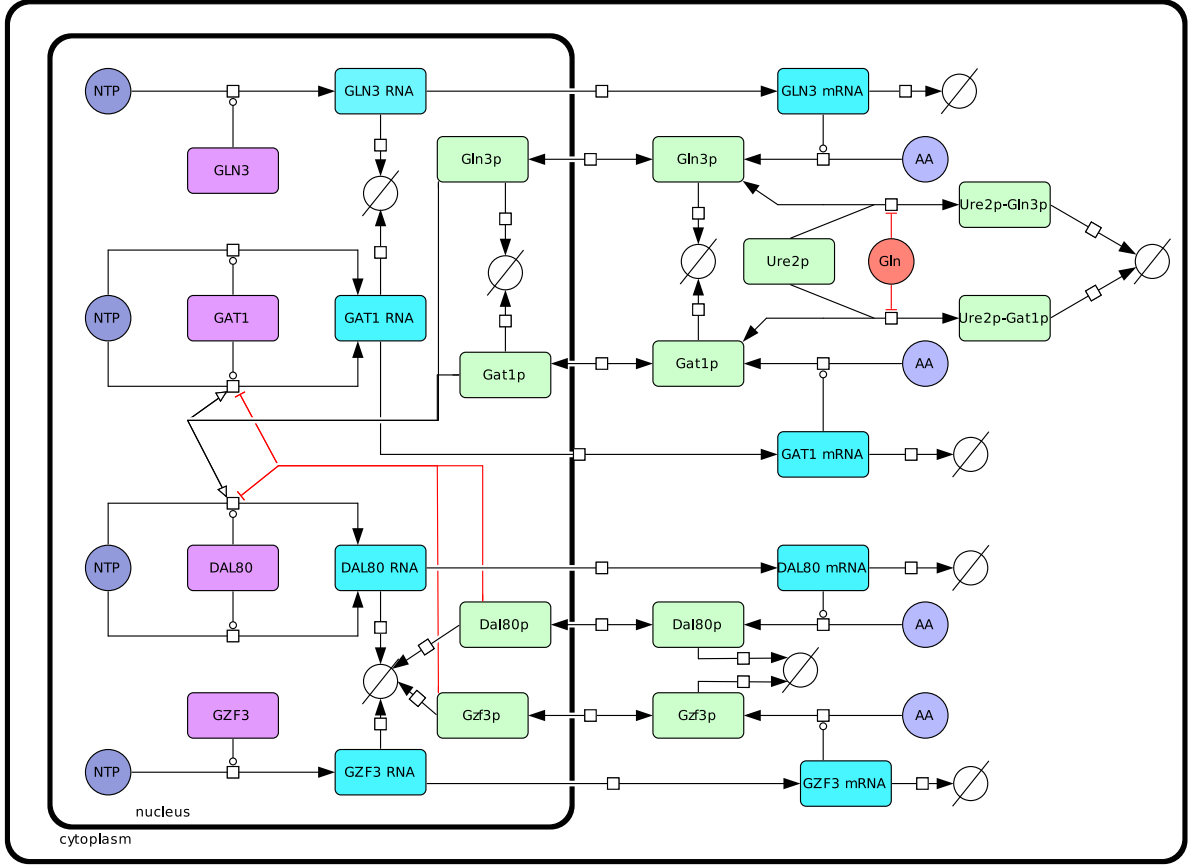 NTP
GLN3 RNA
GLN3 mRNA
GLN3
Gln3p
Gln3p
AA
Ure2p-Gln3p
Ure2p
Gln
NTP
GAT1
GAT1 RNA
Ure2p-Gat1p
Gat1p
Gat1p
AA
GAT1 mRNA
NTP
DAL80
DAL80 RNA
DAL80 mRNA
Dal80p
Dal80p
AA
GZF3
Gzf3p
Gzf3p
AA
NTP
GZF3 RNA
GZF3 mRNA
nucleus
cytoplasm